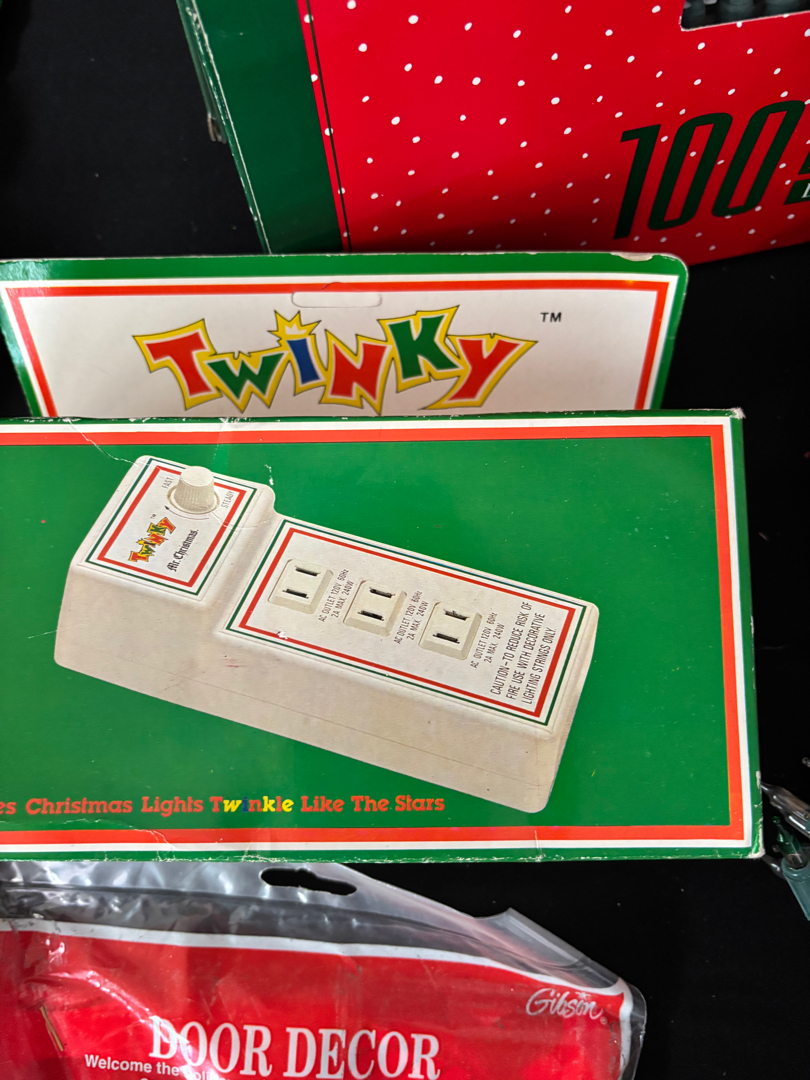 100
TWINKY
TM
FAST
STEADY
TWINKY
TM
Mr. Christmas.
AC OUTLET 120V 60Hz
2A MAX. 240W
AC OUTLET 120V 60Hz
2A MAX. 240W
AC OUTLET 120V 60Hz
2A MAX. 240W
CAUTION-TO REDUCE RISK OF
FIRE USE WITH DECORATIVE
LIGHTING STRINGS ONLY
es Christmas Lights Twinkle Like The Stars
Gibson
DOOR DECOR
Welcome the